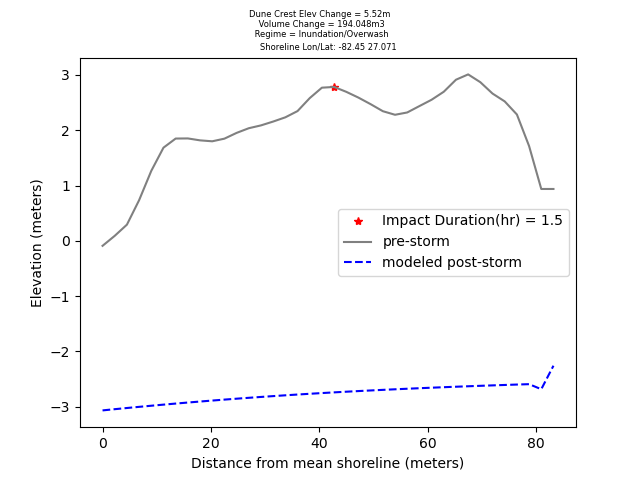 Dune Crest Elev Change = 5.52m
Volume Change = 194.048m3
Regime = Inundation/Overwash
Shoreline Lon/Lat: -82.45 27.071
3
2
1
0
−1
−2
−3
Elevation (meters)
Impact Duration(hr) = 1.5
pre-storm
modeled post-storm
0 20 40 60 80
Distance from mean shoreline (meters)